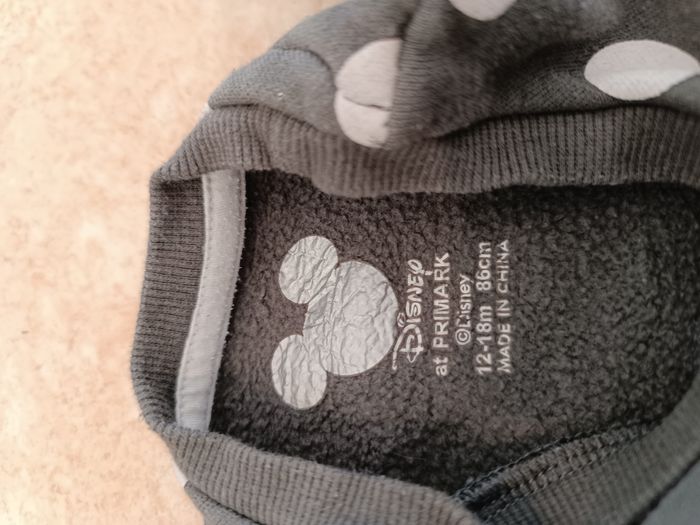 Disney
at PRIMARK
©Disney
12-18m 86cm
MADE IN CHINA